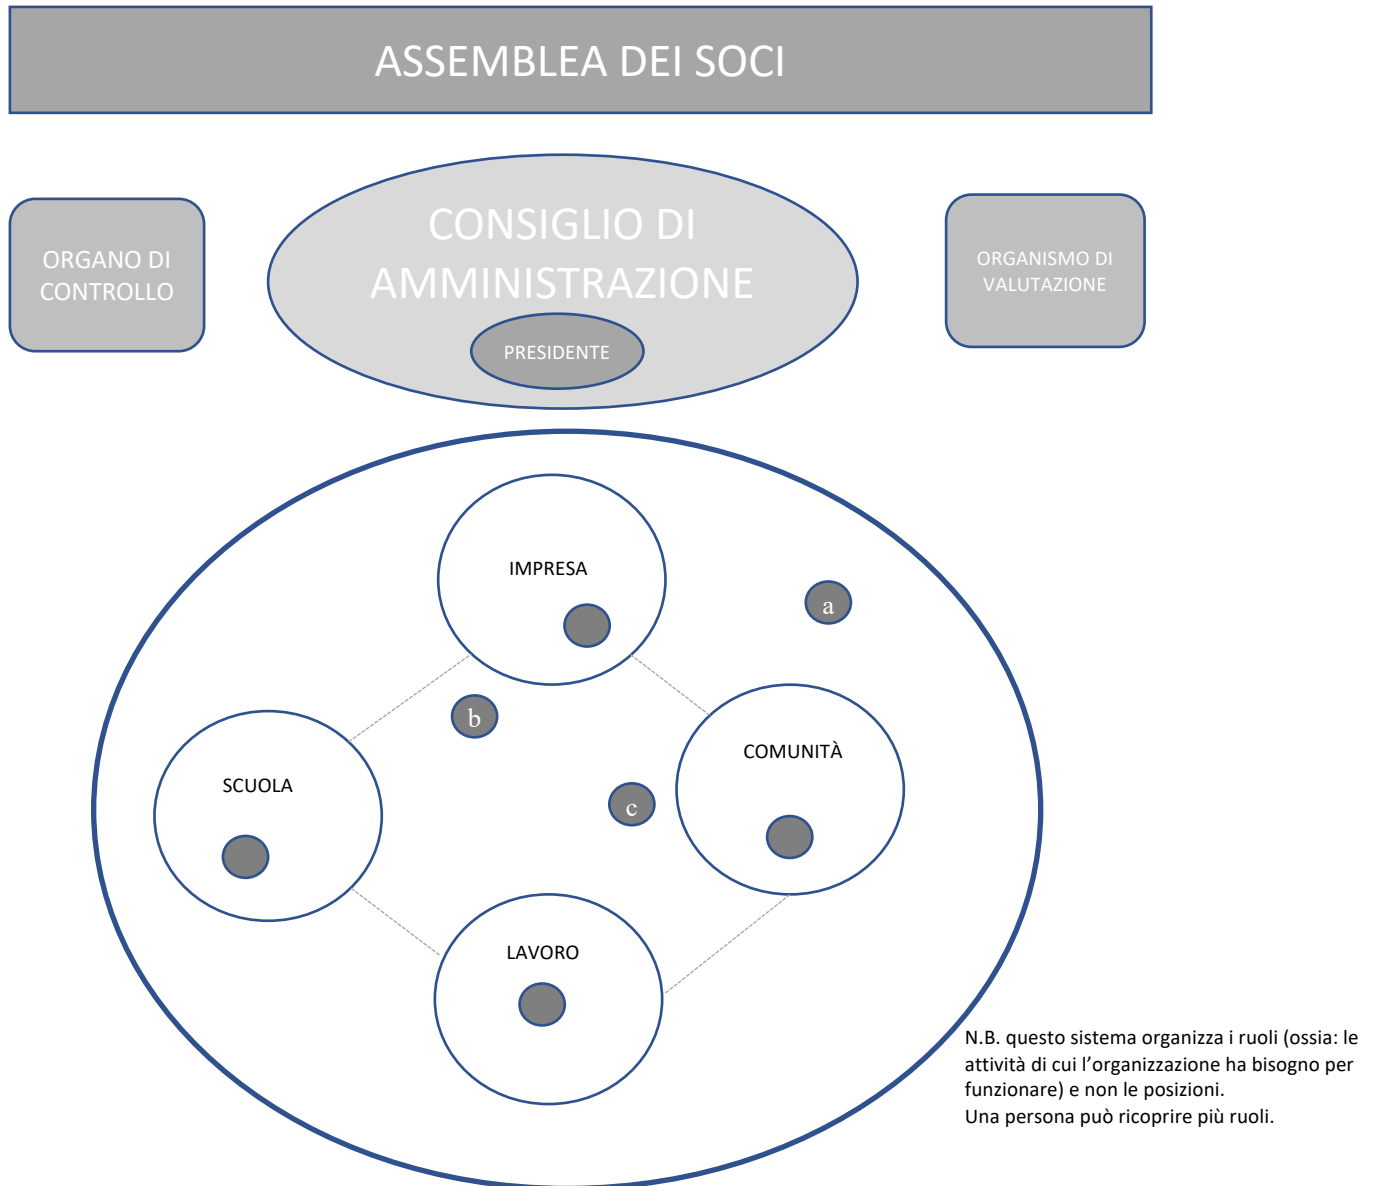 ASSEMBLEA DEI SOCI
CONSIGLIO DI
AMMINISTRAZIONE
PRESIDENTE
ORGANO DI
CONTROLLO
ORGANISMO DI
VALUTAZIONE
IMPRESA
a
b
COMUNITÀ
SCUOLA
c
LAVORO
N.B. questo sistema organizza i ruoli (ossia: le
attività di cui l’organizzazione ha bisogno per
funzionare) e non le posizioni.
Una persona può ricoprire più ruoli.